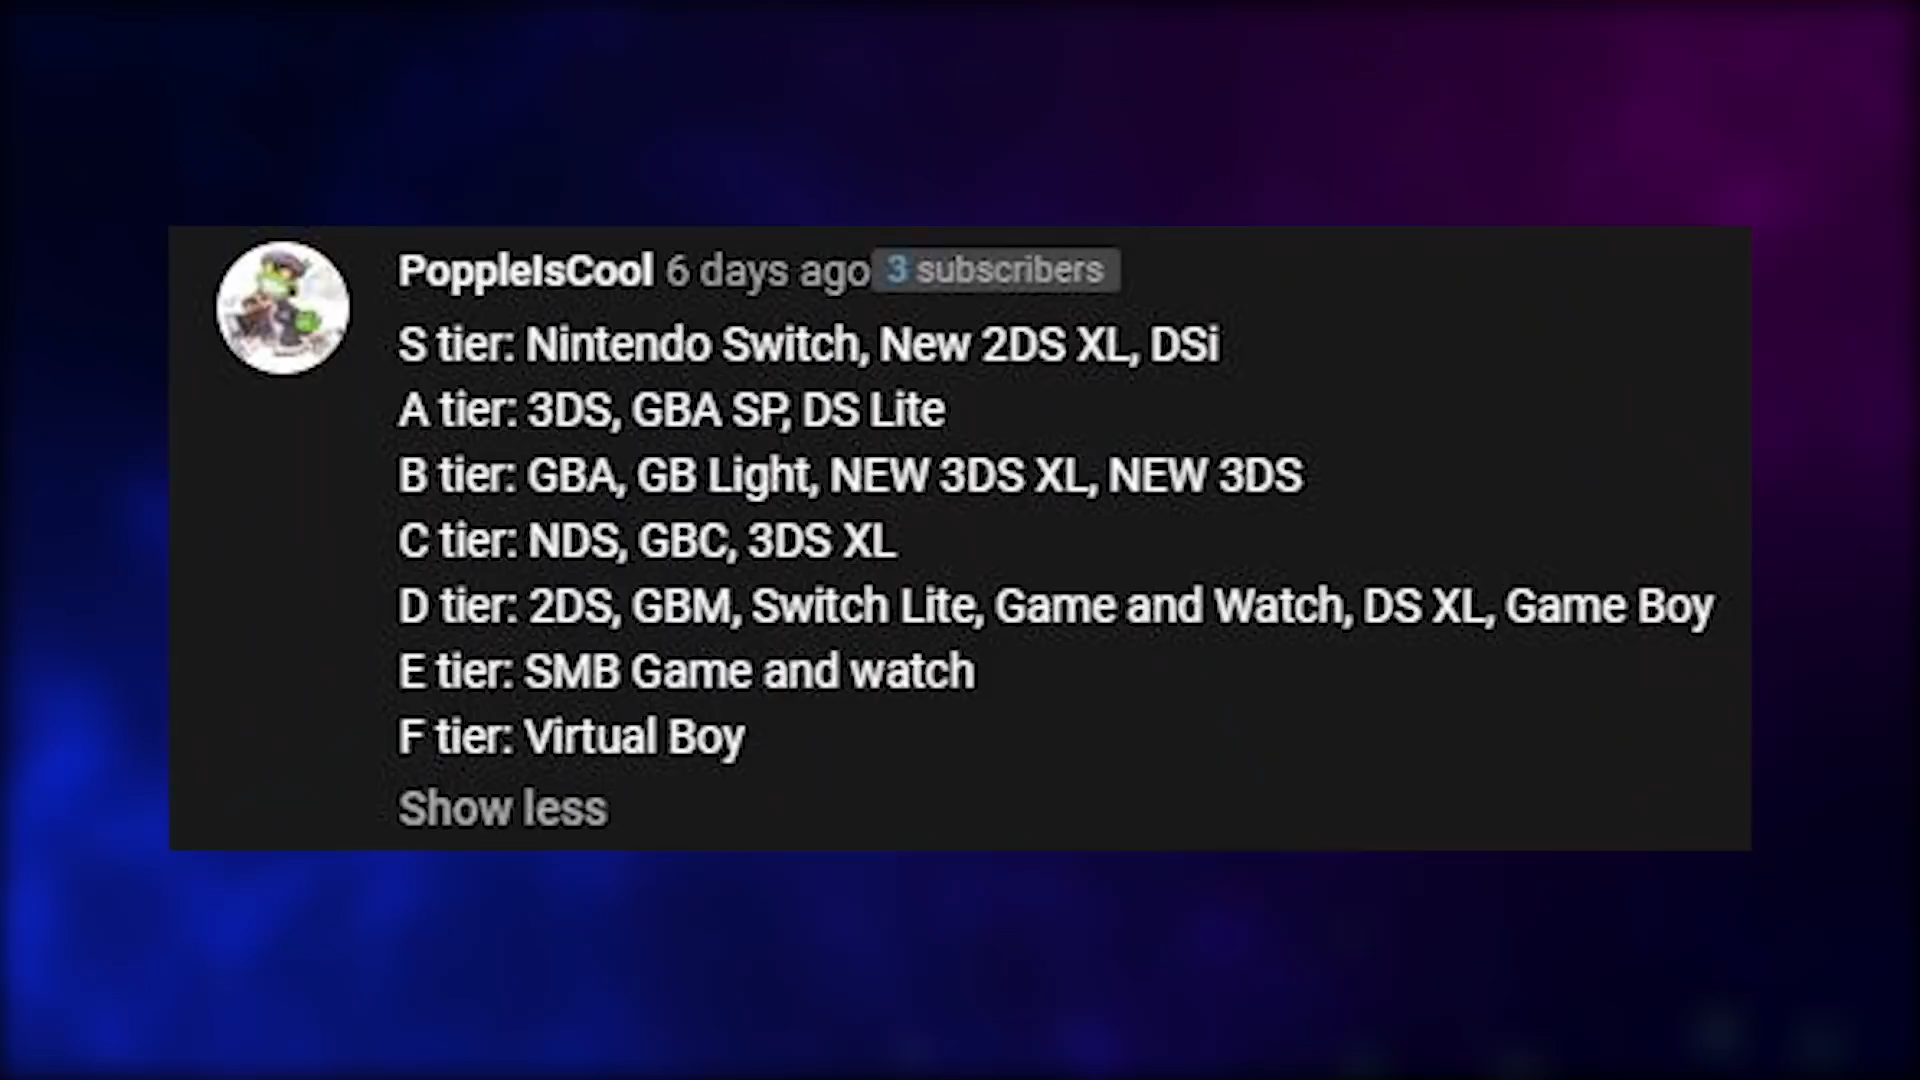 PoppleIsCool 6 days ago 3 subscribers
S tier: Nintendo Switch, New 2DS XL, DSi
A tier: 3DS, GBA SP, DS Lite
B tier: GBA, GB Light, NEW 3DS XL, NEW 3DS
C tier: NDS, GBC, 3DS XL
D tier: 2DS, GBM, Switch Lite, Game and Watch, DS XL, Game Boy
E tier: SMB Game and watch
F tier: Virtual Boy
Show less